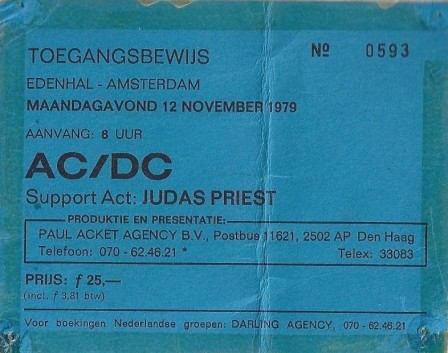 TOEGANGSBEWIJS Nº 0593
EDENHAL - AMSTERDAM
MAANDAGAVOND 12 NOVEMBER 1979
AANVANG: 8 UUR
AC/DC
Support Act: JUDAS PRIEST
PRODUKTIE EN PRESENTATIE:
PAUL ACKET AGENCY B.V., Postbus 11621, 2502 AP Den Haag
Telefoon: 070 - 62.46.21 * Telex: 33083
PRIJS: ƒ 25,—
(incl. ƒ 3.81 btw)
Voor boekingen Nederlandse groepen: DARLING AGENCY, 070 - 62.46.21